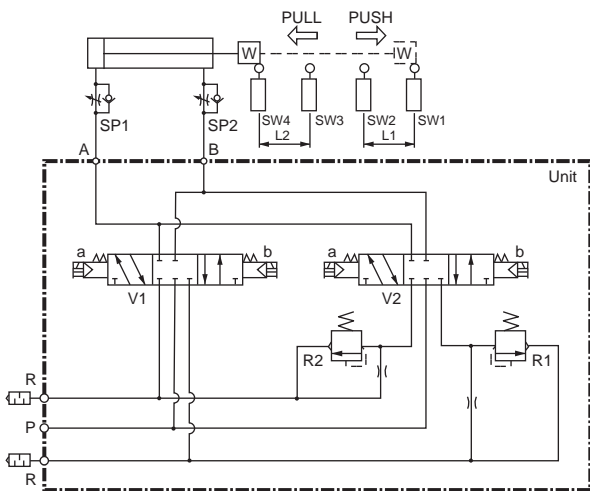 PULL PUSH
W W
SW4 SW3 SW2 SW1
L2 L1
SP1 SP2
A B
Unit
a b a b
V1 V2
R2 R1
R
P
R